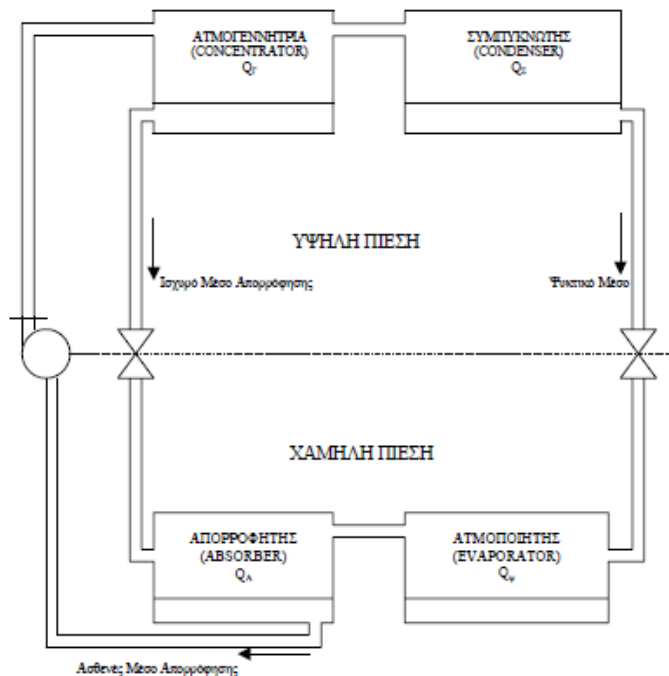 ΑΤΜΟΓΕΝΝΗΤΡΙΑ
(CONCENTRATOR)
QΓ
ΣΥΜΠΥΚΝΩΤΗΣ
(CONDENSER)
QΣ
ΥΨΗΛΗ ΠΙΕΣΗ
Ισχυρό Μέσο Απορρόφησης
Ψυκτικό Μέσο
ΧΑΜΗΛΗ ΠΙΕΣΗ
ΑΠΟΡΡΟΦΗΤΗΣ
(ABSORBER)
QΑ
ΑΤΜΟΠΟΙΗΤΗΣ
(EVAPORATOR)
Qψ
Ασθενές Μέσο Απορρόφησης